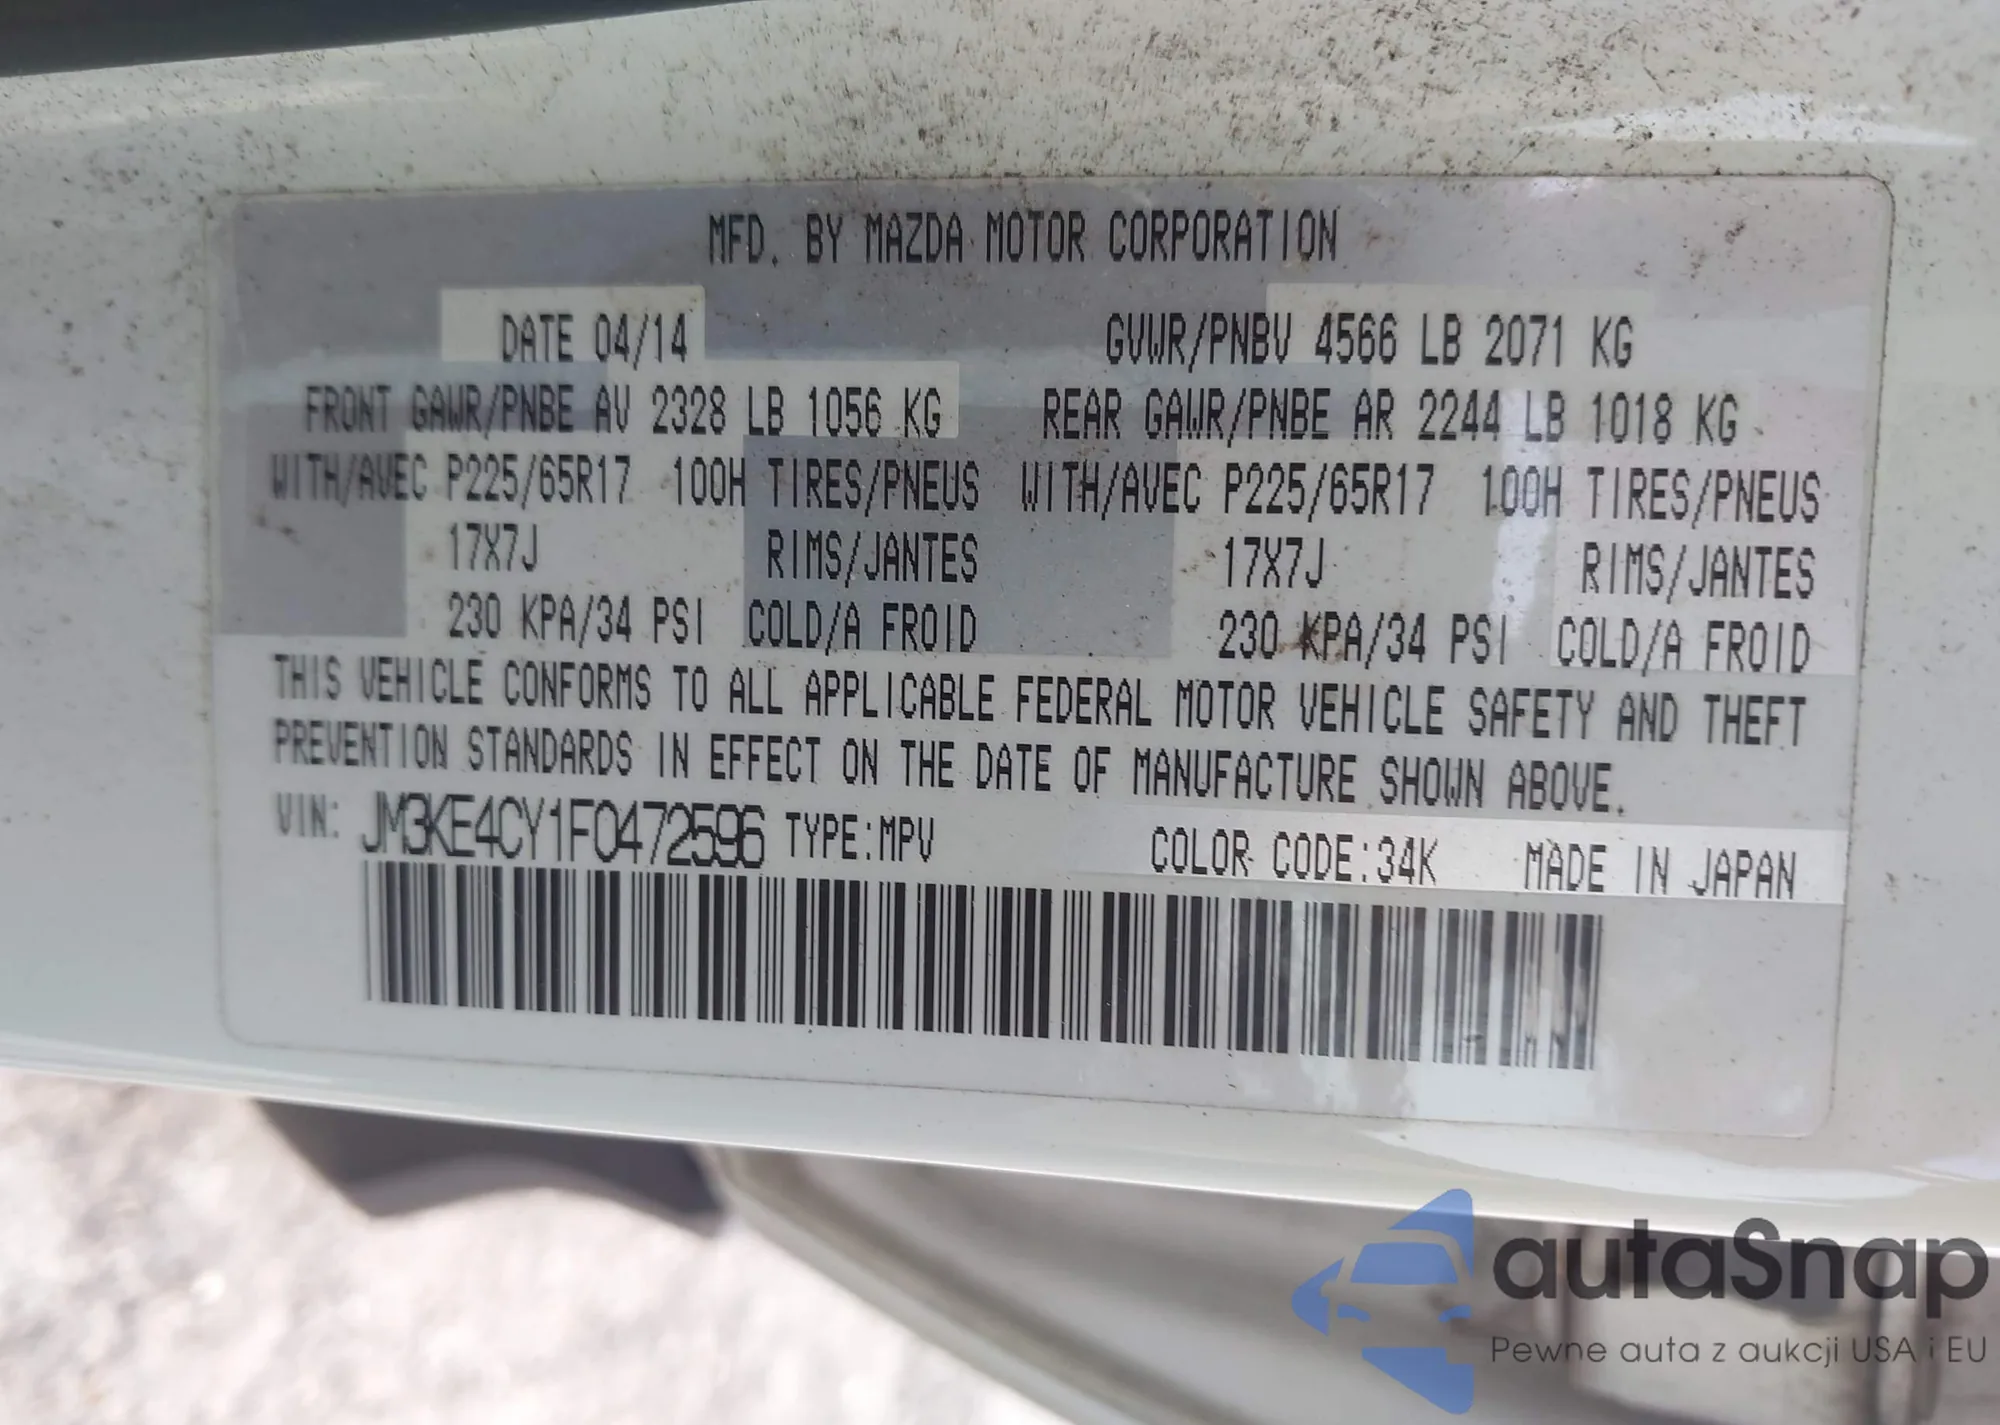 MFD. BY MAZDA MOTOR CORPORATION
DATE 04/14 GVWR/PNBV 4566 LB 2071 KG
FRONT GAWR/PNBE AV 2328 LB 1056 KG REAR GAWR/PNBE AR 2244 LB 1018 KG
WITH/AVEC P225/65R17 100H TIRES/PNEUS WITH/AVEC P225/65R17 100H TIRES/PNEUS
17X7J RIMS/JANTES 17X7J RIMS/JANTES
230 KPA/34 PSI COLD/A FROID 230 KPA/34 PSI COLD/A FROID
THIS VEHICLE CONFORMS TO ALL APPLICABLE FEDERAL MOTOR VEHICLE SAFETY AND THEFT
PREVENTION STANDARDS IN EFFECT ON THE DATE OF MANUFACTURE SHOWN ABOVE.
VIN: JM3KE4CY1F0472596 TYPE:MPV COLOR CODE:34K MADE IN JAPAN
autaSnap
Pewne auta z aukcji USA i EU